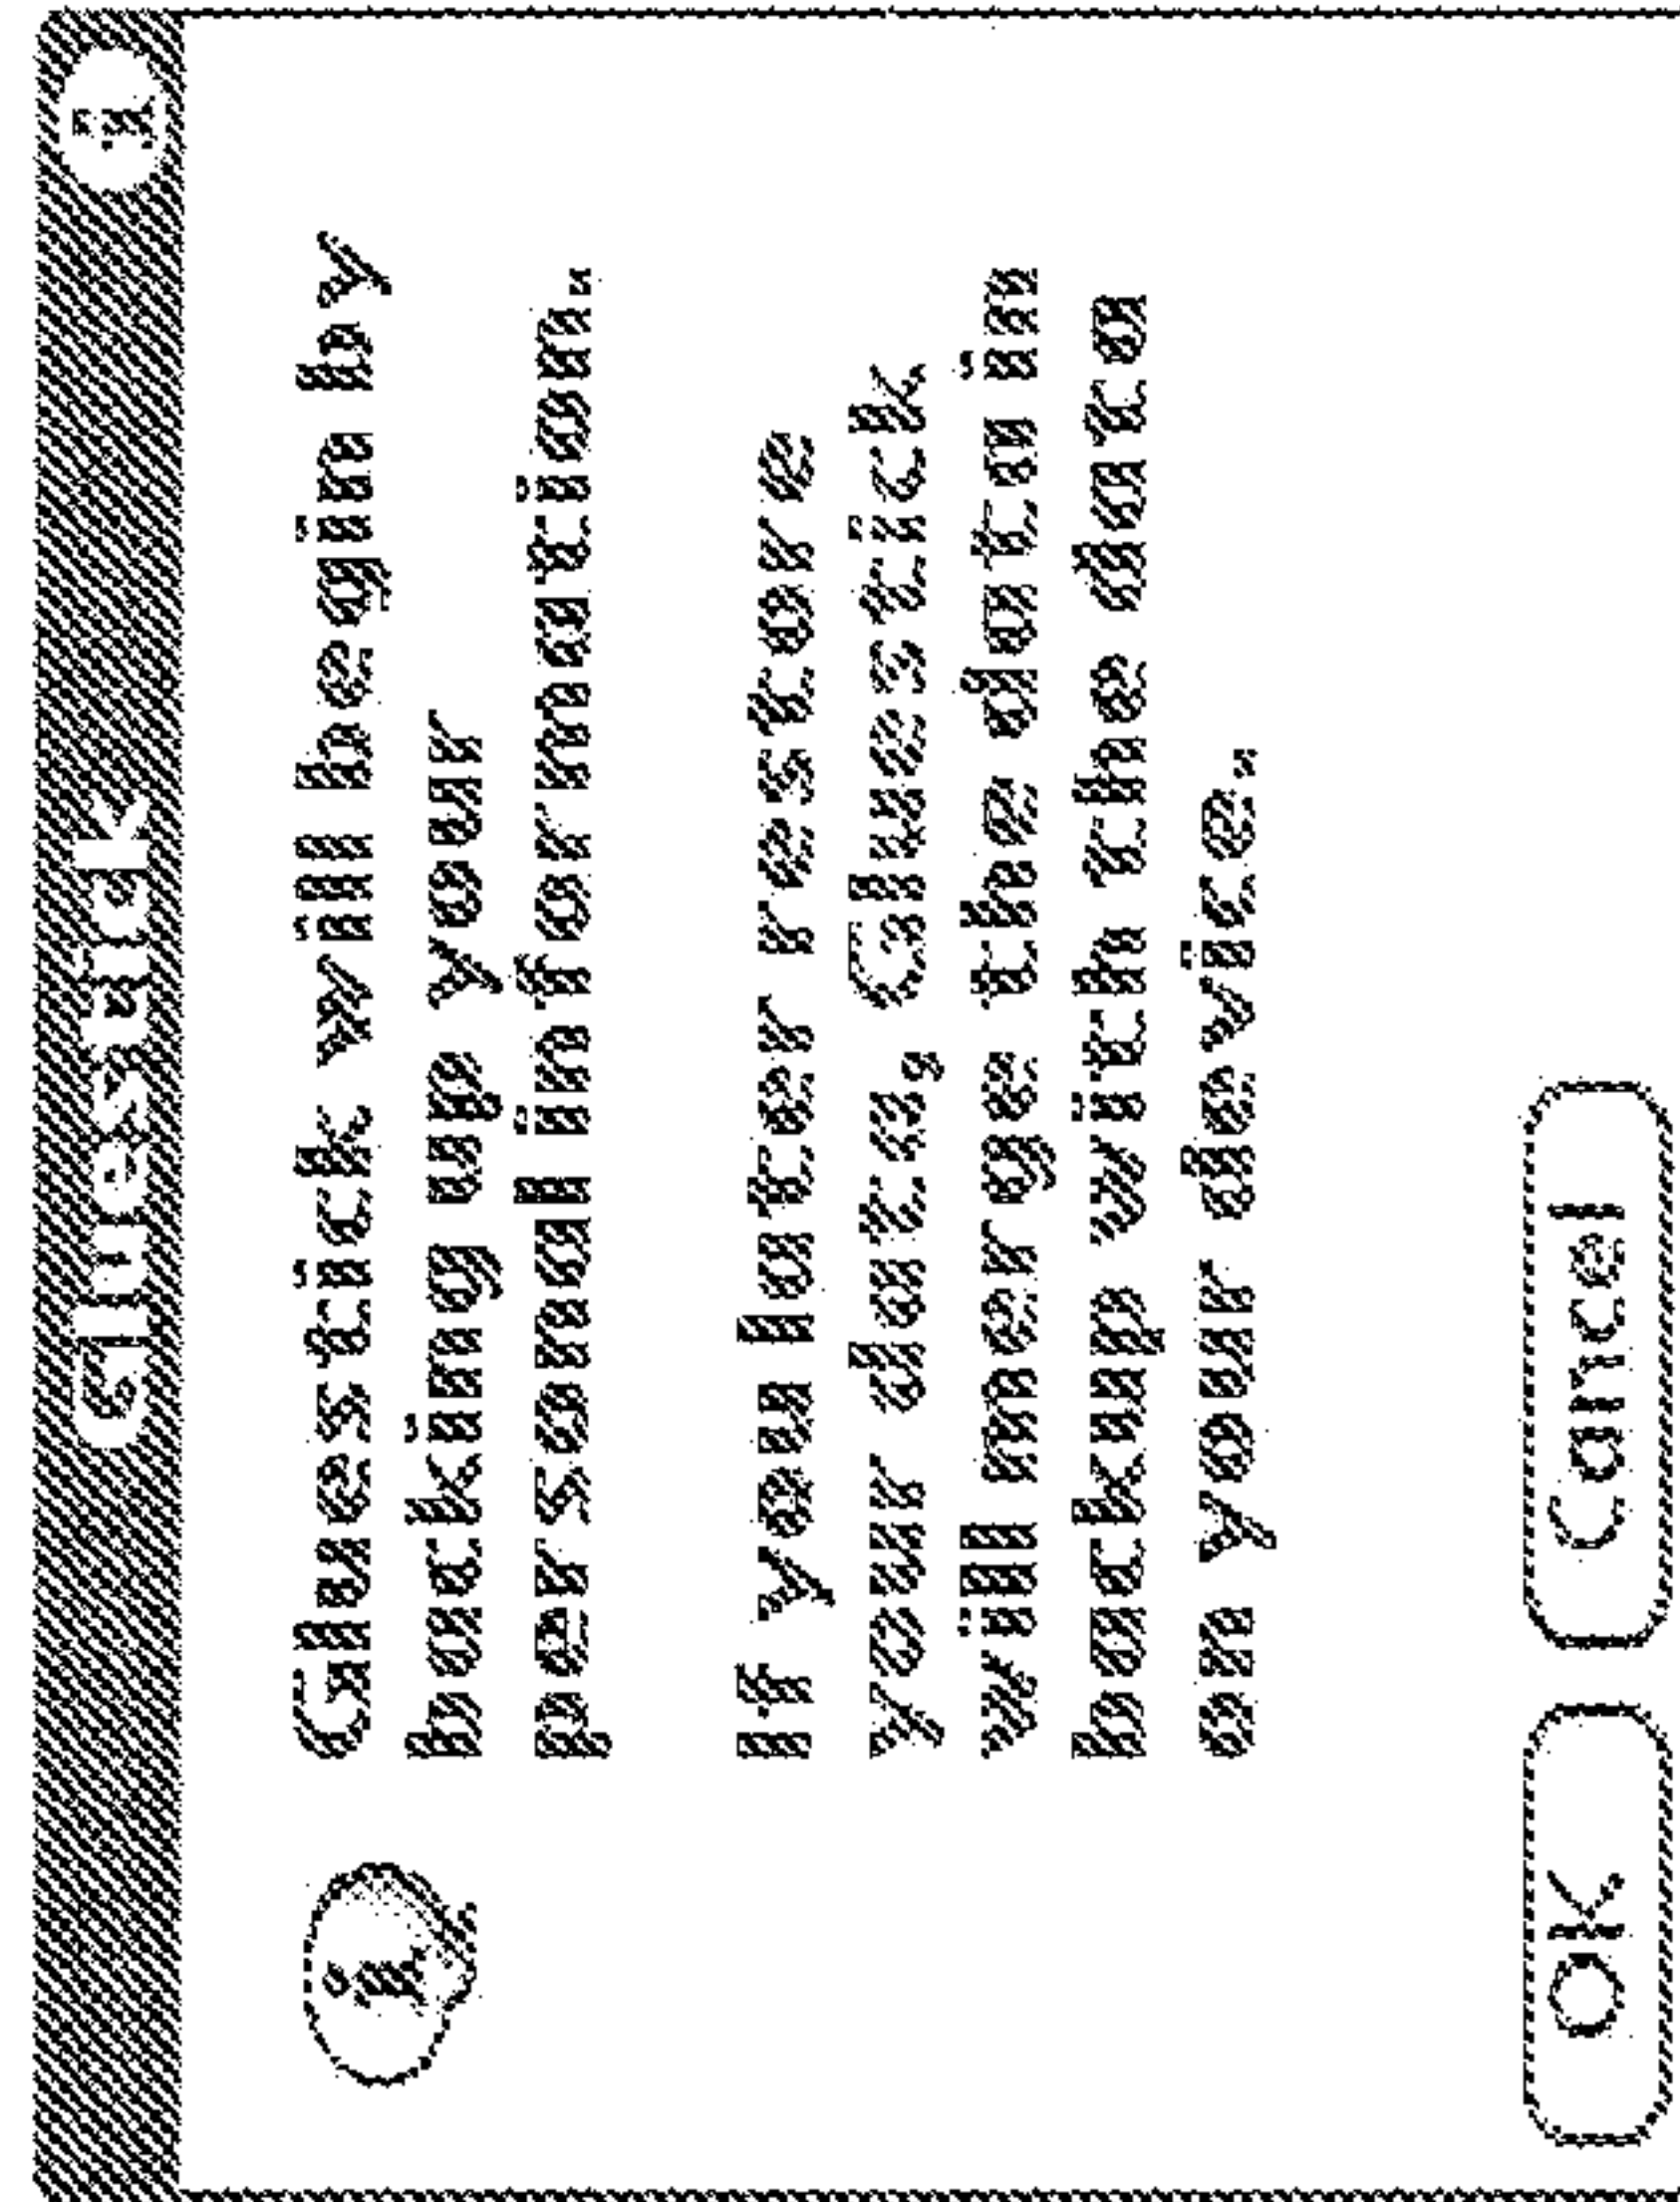 Gluestick
i
Gluestick will begin by
backing up your
personal information.
If you later restore
your data, Gluestick
will merge the data in
backup with the data
on your device.
OK
Cancel